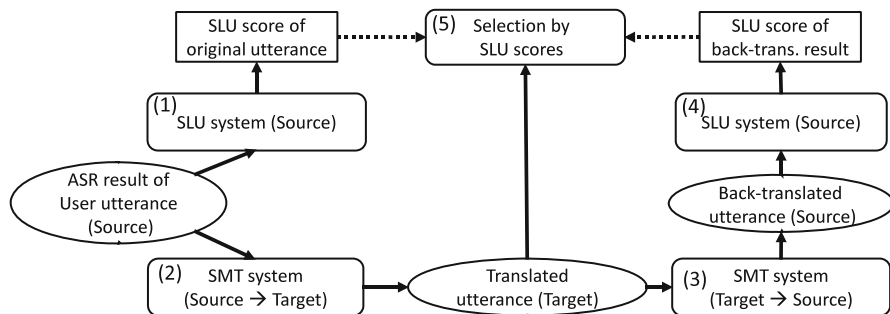 SLU score of
original utterance
(5)
Selection by
SLU scores
SLU score of
back-trans. result
(1)
SLU system (Source)
(4)
SLU system (Source)
ASR result of
User utterance
(Source)
Back-translated
utterance (Source)
(2)
SMT system
(Source → Target)
Translated
utterance (Target)
(3)
SMT system
(Target → Source)